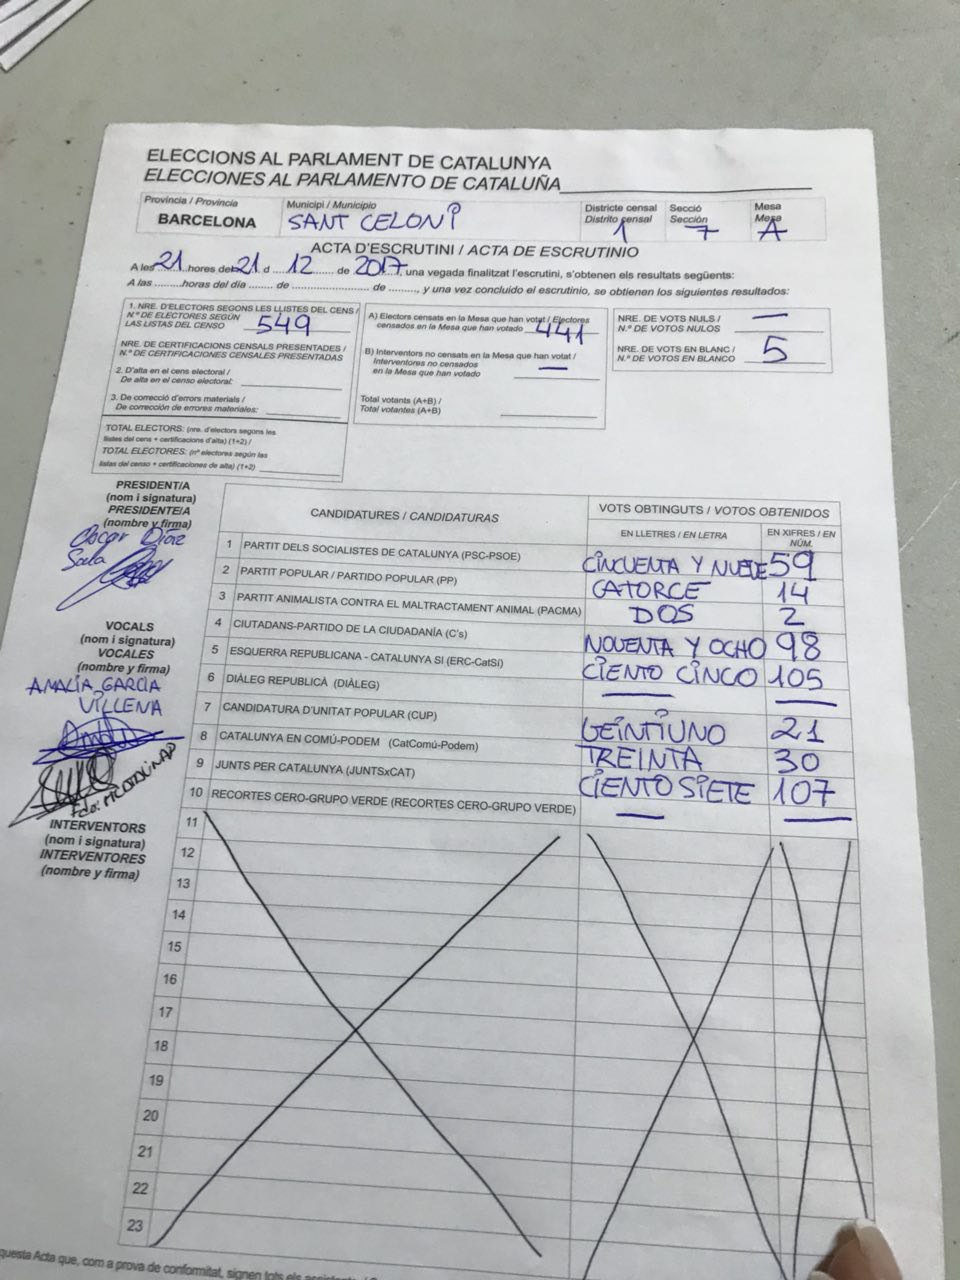 ELECCIONS AL PARLAMENT DE CATALUNYA
ELECCIONES AL PARLAMENTO DE CATALUÑA
Provincia / Provincia
BARCELONA
Municipi / Municipio
SANT CELONI
Districte censal
Distrito censal
1
Secció
Sección
7
Mesa
Mesa
A
ACTA D'ESCRUTINI / ACTA DE ESCRUTINIO
A les 21 hores del 21 d 12 de 2017, una vegada finalitzat l'escrutini, s'obtenen els resultats següents:
A las ......... horas del día ......... de ......... de ........., y una vez concluido el escrutinio, se obtienen los siguientes resultados:
1. NRE. D'ELECTORS SEGONS LES LLISTES DEL CENS /
N.º DE ELECTORES SEGÚN
LAS LISTAS DEL CENSO 549
NRE. DE CERTIFICACIONS CENSALS PRESENTADES /
N.º DE CERTIFICACIONES CENSALES PRESENTADAS
2. D'alta en el cens electoral /
De alta en el censo electoral:
3. De correcció d'errors materials /
De corrección de errores materiales:
TOTAL ELECTORS: (nre. d'electors segons les
llistes del cens + certificacions d'alta) (1+2) /
TOTAL ELECTORES: (nº electores según las
listas del censo + certificaciones de alta) (1+2)
A) Electors censats en la Mesa que han votat / Electores
censados en la Mesa que han votado 441
B) Interventors no censats en la Mesa que han votat /
Interventores no censados
en la Mesa que han votado —
Total votants (A+B) /
Total votantes (A+B)
NRE. DE VOTS NULS /
N.º DE VOTOS NULOS —
NRE. DE VOTS EN BLANC /
N.º DE VOTOS EN BLANCO 5
PRESIDENT/A
(nom i signatura)
PRESIDENTE/A
(nombre y firma)
Oscar Díaz
Sala
VOCALS
(nom i signatura)
VOCALES
(nombre y firma)
AMALIA GARCIA
VILLENA
INTERVENTORS
(nom i signatura)
INTERVENTORES
(nombre y firma)
CANDIDATURES / CANDIDATURAS
VOTS OBTINGUTS / VOTOS OBTENIDOS
EN LLETRES / EN LETRA
EN XIFRES / EN
NÚM.
1 PARTIT DELS SOCIALISTES DE CATALUNYA (PSC-PSOE) CINCUENTA Y NUEVE 59
2 PARTIT POPULAR / PARTIDO POPULAR (PP) CATORCE 14
3 PARTIT ANIMALISTA CONTRA EL MALTRACTAMENT ANIMAL (PACMA) DOS 2
4 CIUTADANS-PARTIDO DE LA CIUDADANÍA (C's) NOVENTA Y OCHO 98
5 ESQUERRA REPUBLICANA - CATALUNYA SÍ (ERC-CatSí) CIENTO CINCO 105
6 DIÀLEG REPUBLICÀ (DIÀLEG) — —
7 CANDIDATURA D'UNITAT POPULAR (CUP) VEINTIUNO 21
8 CATALUNYA EN COMÚ-PODEM (CatComú-Podem) TREINTA 30
9 JUNTS PER CATALUNYA (JUNTSxCAT) CIENTO SIETE 107
10 RECORTES CERO-GRUPO VERDE (RECORTES CERO-GRUPO VERDE) — —
11
12
13
14
15
16
17
18
19
20
21
22
23
questa Acta que, com a prova de conformitat, signen tots els